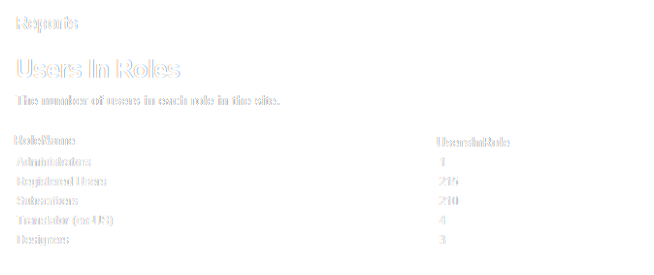 Reports
Users In Roles
The number of users in each role in the site.
RoleName UsersInRole
Administrators 1
Registered Users 215
Subscribers 210
Translator (en-US) 4
Designers 3